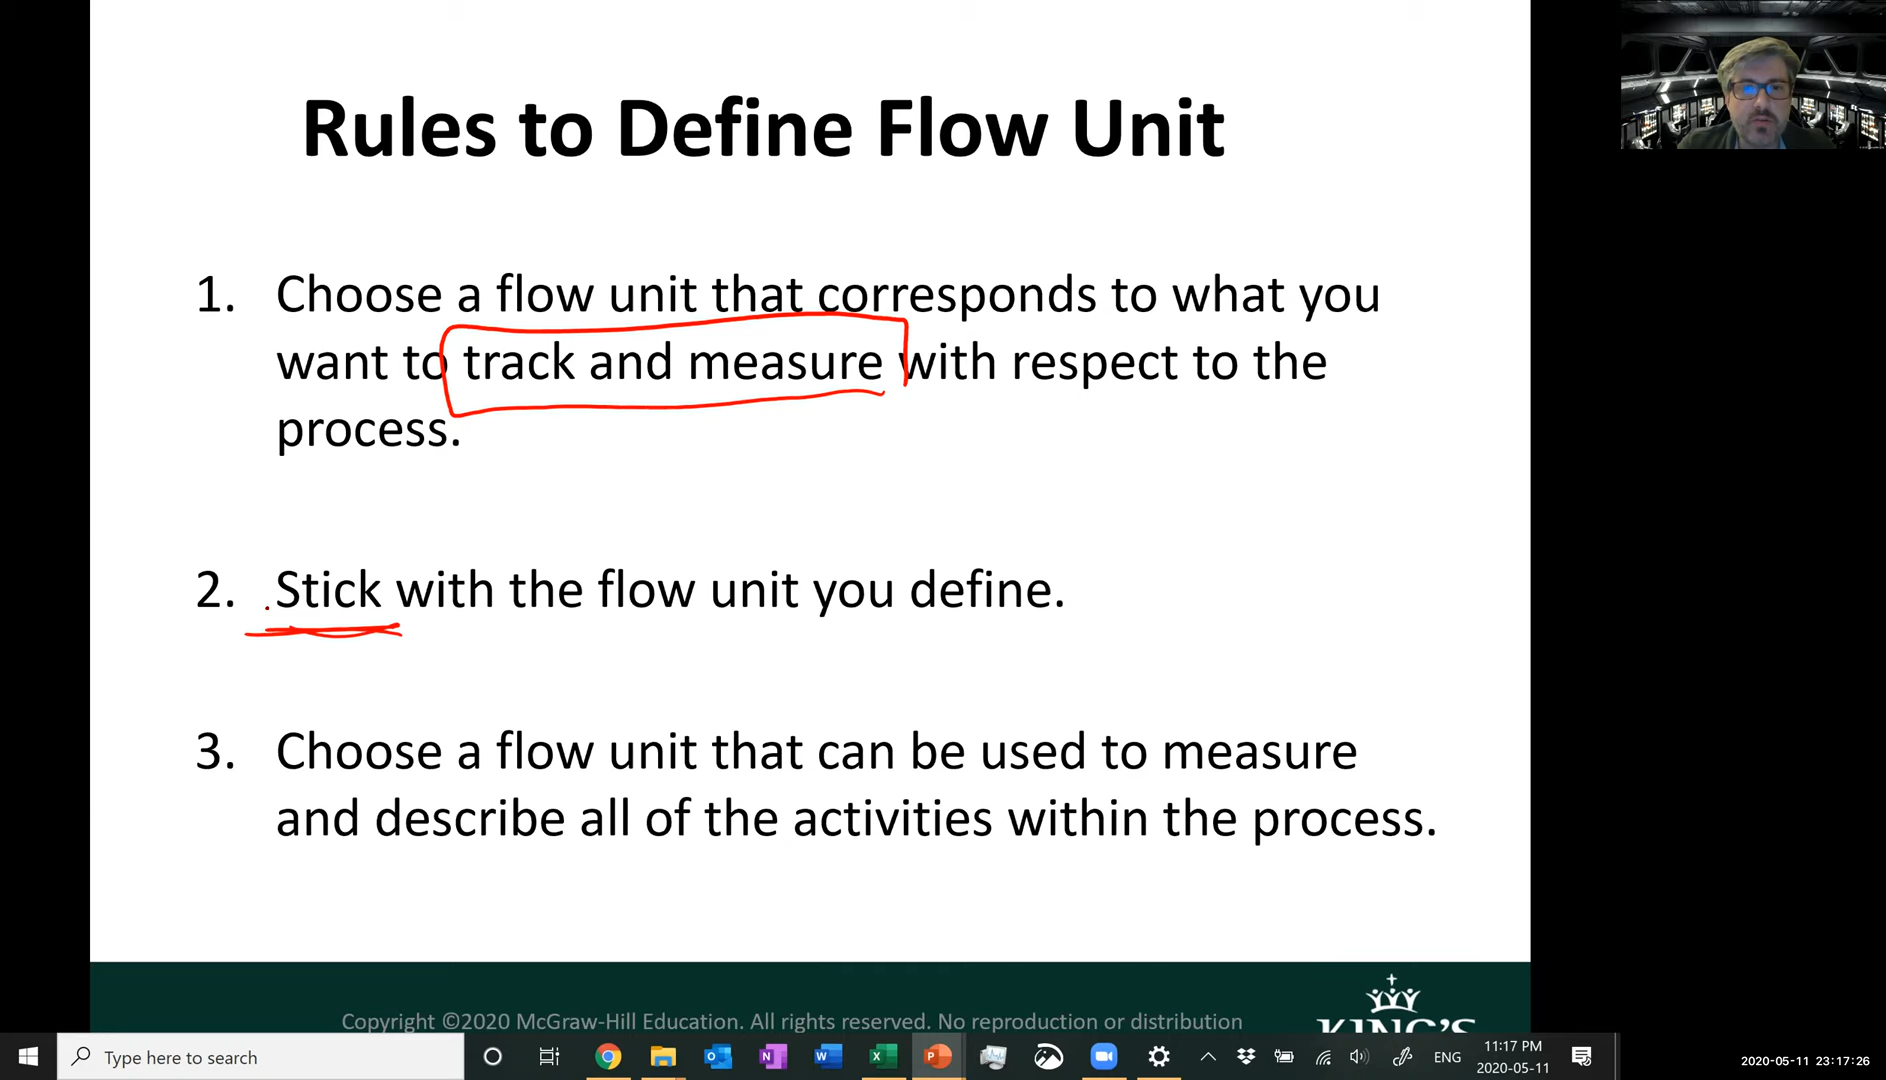 Rules to Define Flow Unit
1. Choose a flow unit that corresponds to what you
want to track and measure with respect to the
process.
2. Stick with the flow unit you define.
3. Choose a flow unit that can be used to measure
and describe all of the activities within the process.
Copyright ©2020 McGraw-Hill Education. All rights reserved. No reproduction or distribution
KING'S
Type here to search
ENG
11:17 PM
2020-05-11
2020-05-11 23:17:26